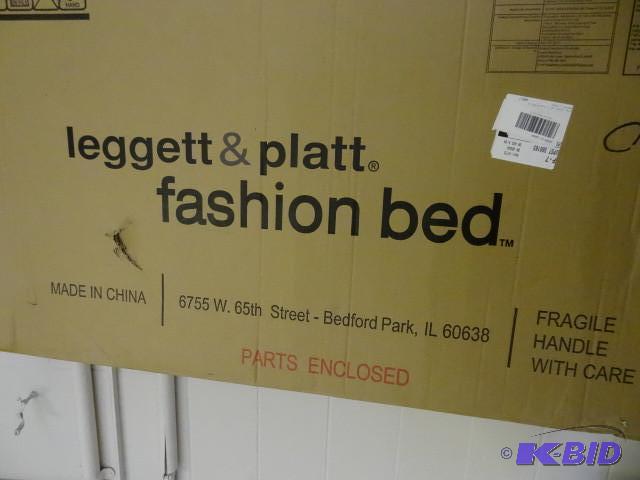 HAND
leggett & platt®
fashion bed™
MADE IN CHINA
6755 W. 65th Street - Bedford Park, IL 60638
FRAGILE
HANDLE
WITH CARE
PARTS ENCLOSED
© K-BID